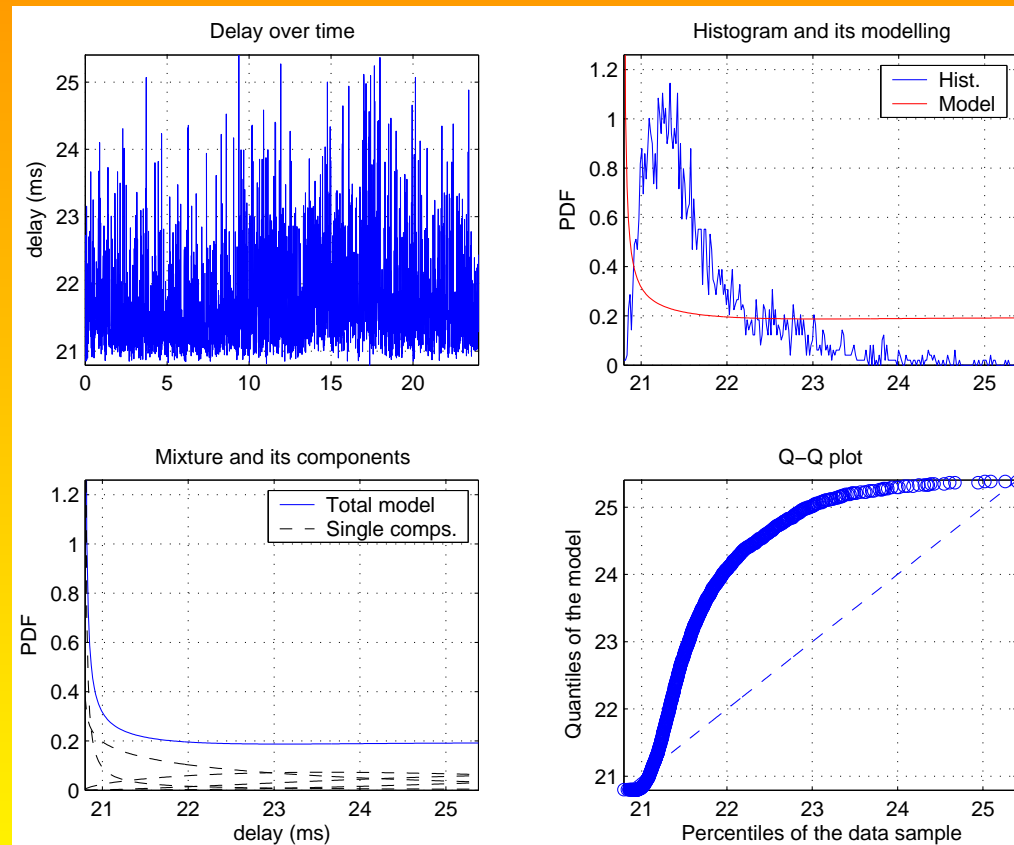 Delay over time
delay (ms)
25
24
23
22
21
0 5 10 15 20
Histogram and its modelling
PDF
1.2
1
0.8
0.6
0.4
0.2
0
21 22 23 24 25
Hist.
Model
Mixture and its components
PDF
1.2
1
0.8
0.6
0.4
0.2
0
21 22 23 24 25
delay (ms)
Total model
Single comps.
Q−Q plot
Quantiles of the model
25
24
23
22
21
21 22 23 24 25
Percentiles of the data sample